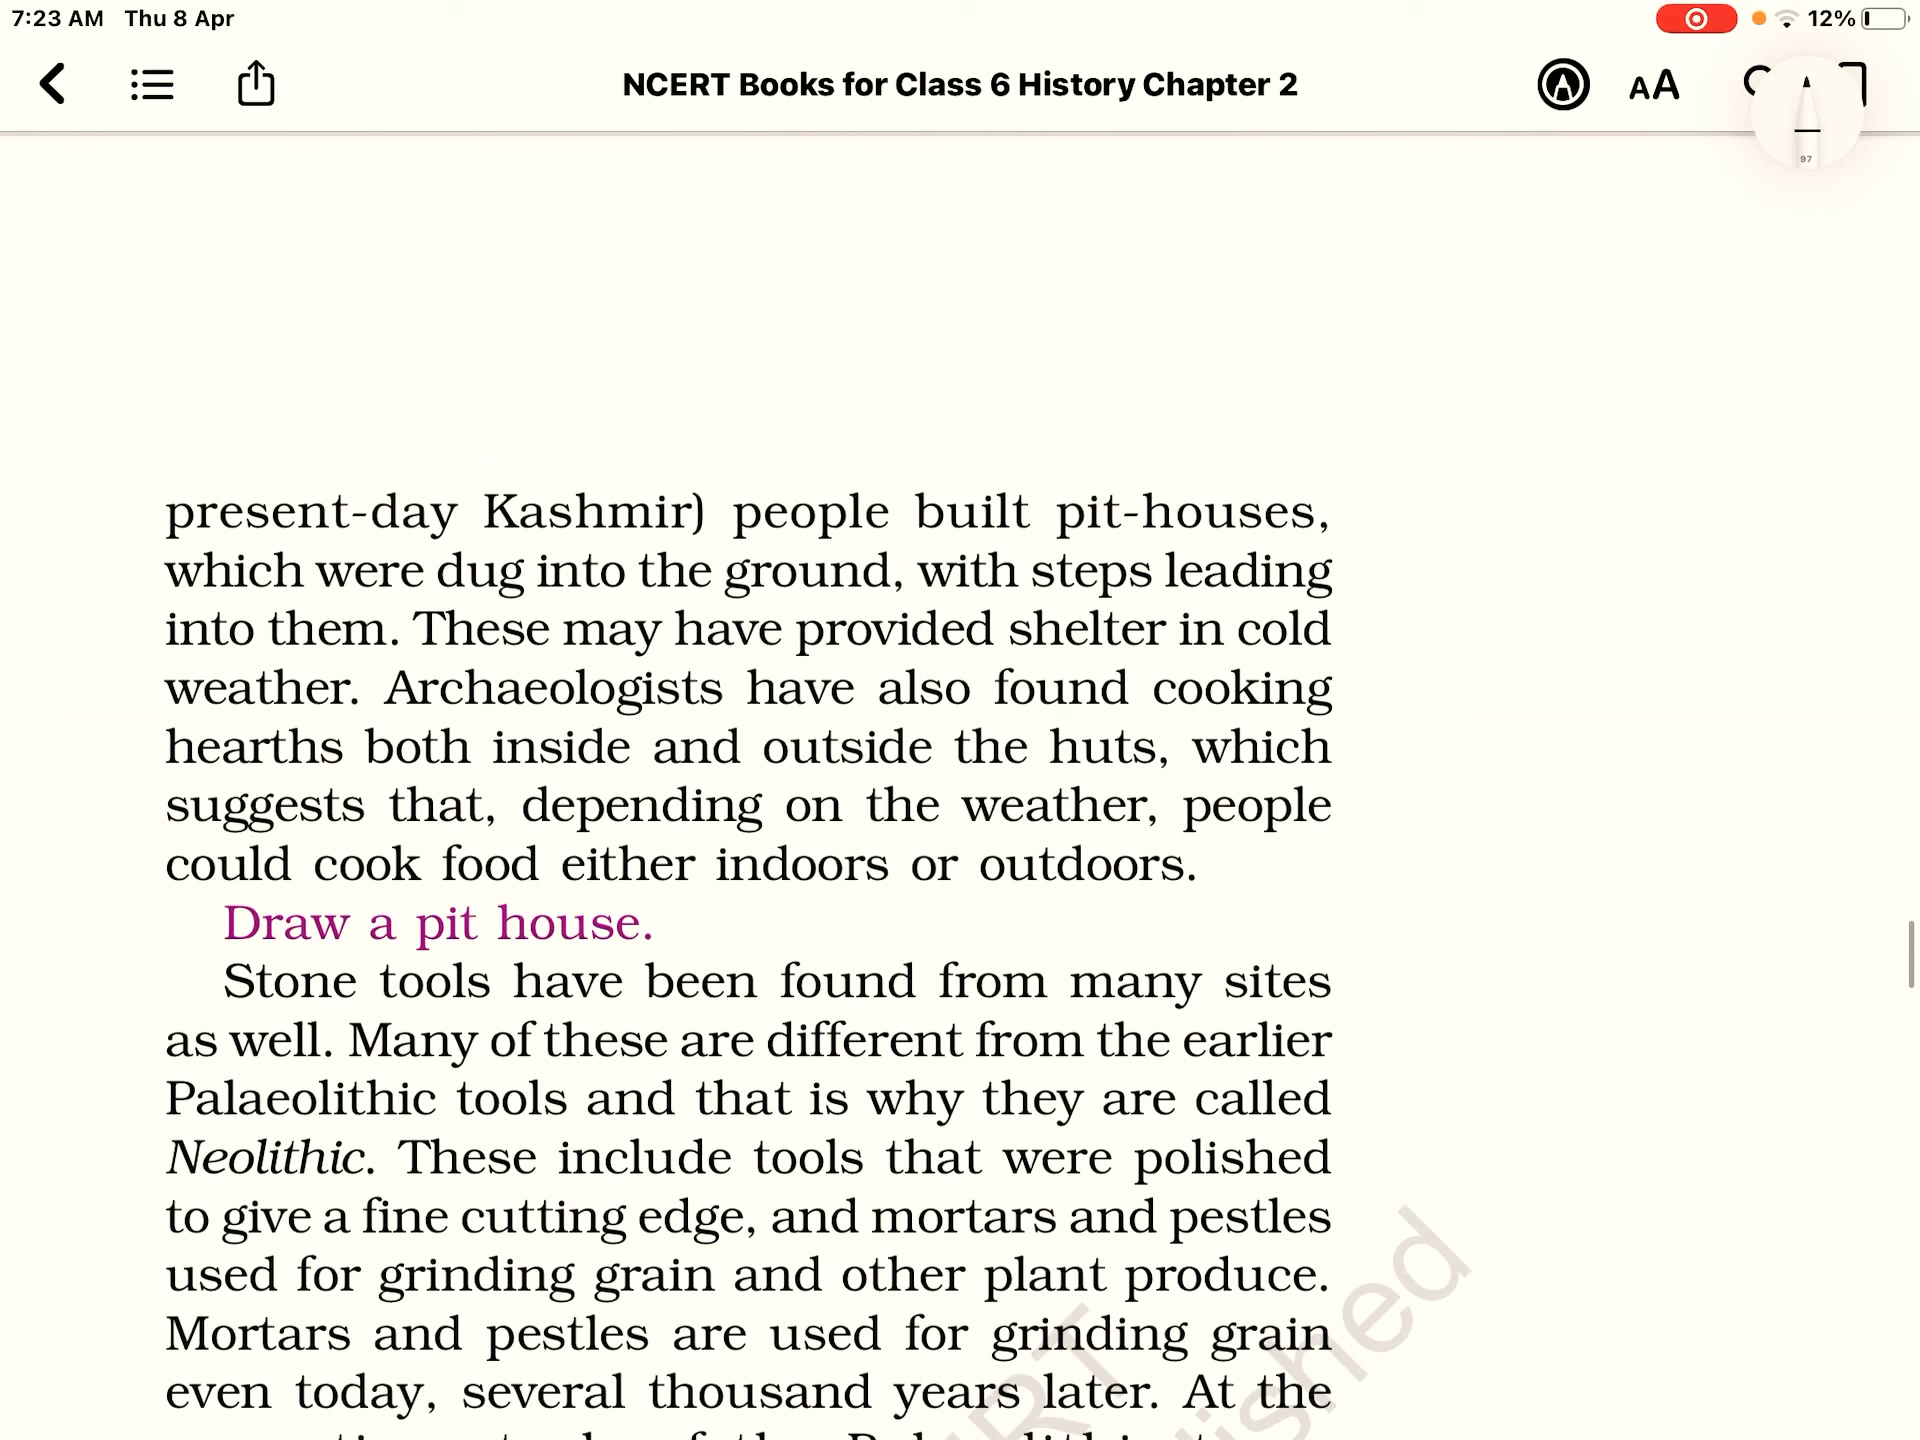 7:23 AM Thu 8 Apr
12%
NCERT Books for Class 6 History Chapter 2
AA
97
present-day Kashmir) people built pit-houses,
which were dug into the ground, with steps leading
into them. These may have provided shelter in cold
weather. Archaeologists have also found cooking
hearths both inside and outside the huts, which
suggests that, depending on the weather, people
could cook food either indoors or outdoors.
Draw a pit house.
Stone tools have been found from many sites
as well. Many of these are different from the earlier
Palaeolithic tools and that is why they are called
Neolithic. These include tools that were polished
to give a fine cutting edge, and mortars and pestles
used for grinding grain and other plant produce.
Mortars and pestles are used for grinding grain
even today, several thousand years later. At the